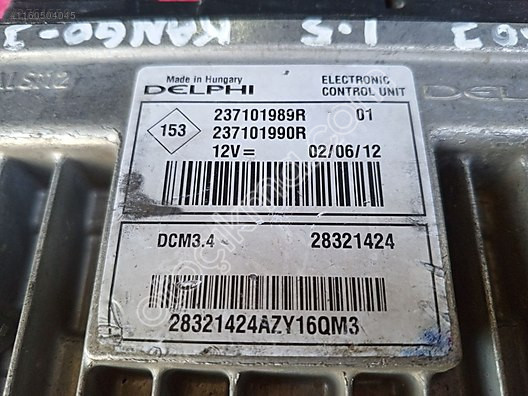 1160504045
KANGO-3 1.5
Made in Hungary
DELPHI
ELECTRONIC
CONTROL UNIT
153
237101989R 01
237101990R
12V= 02/06/12
DCM3.4 28321424
28321424AZY16QM3